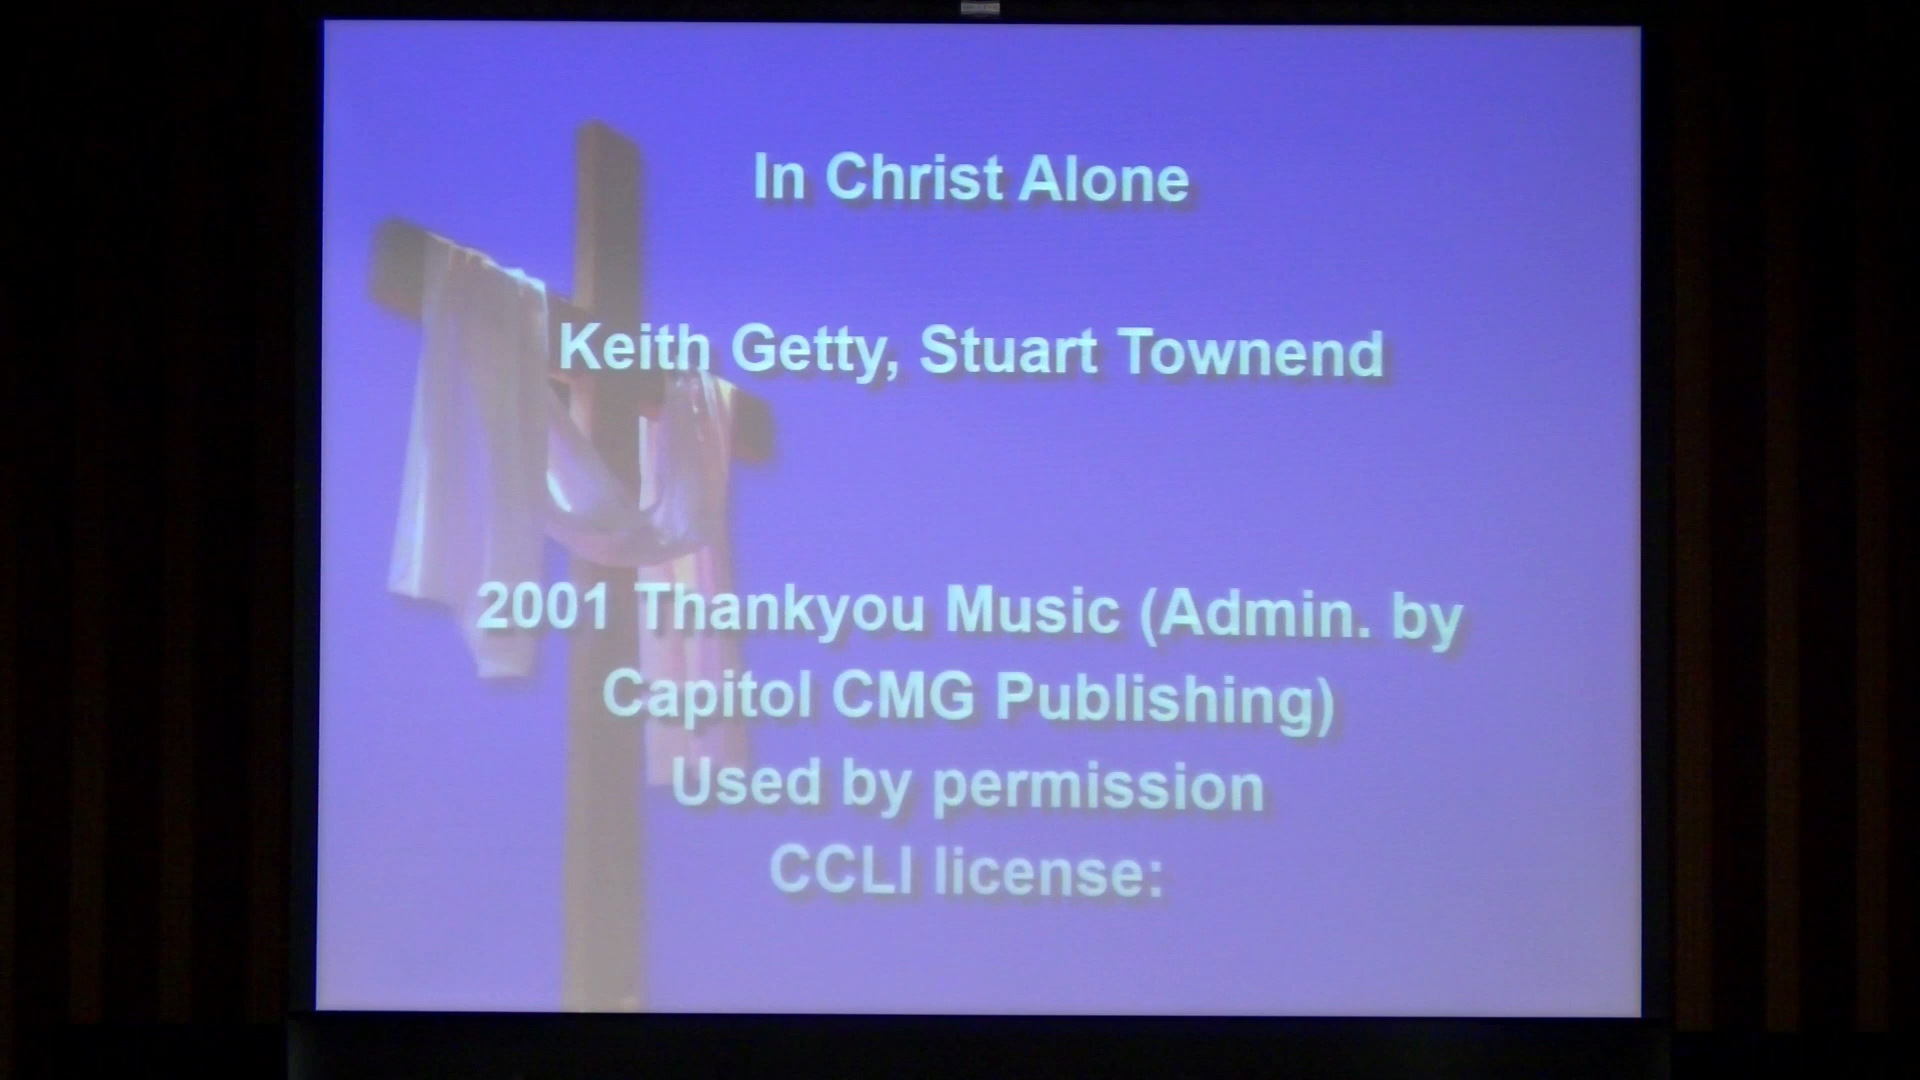 In Christ Alone
Keith Getty, Stuart Townend
2001 Thankyou Music (Admin. by
Capitol CMG Publishing)
Used by permission
CCLI license: